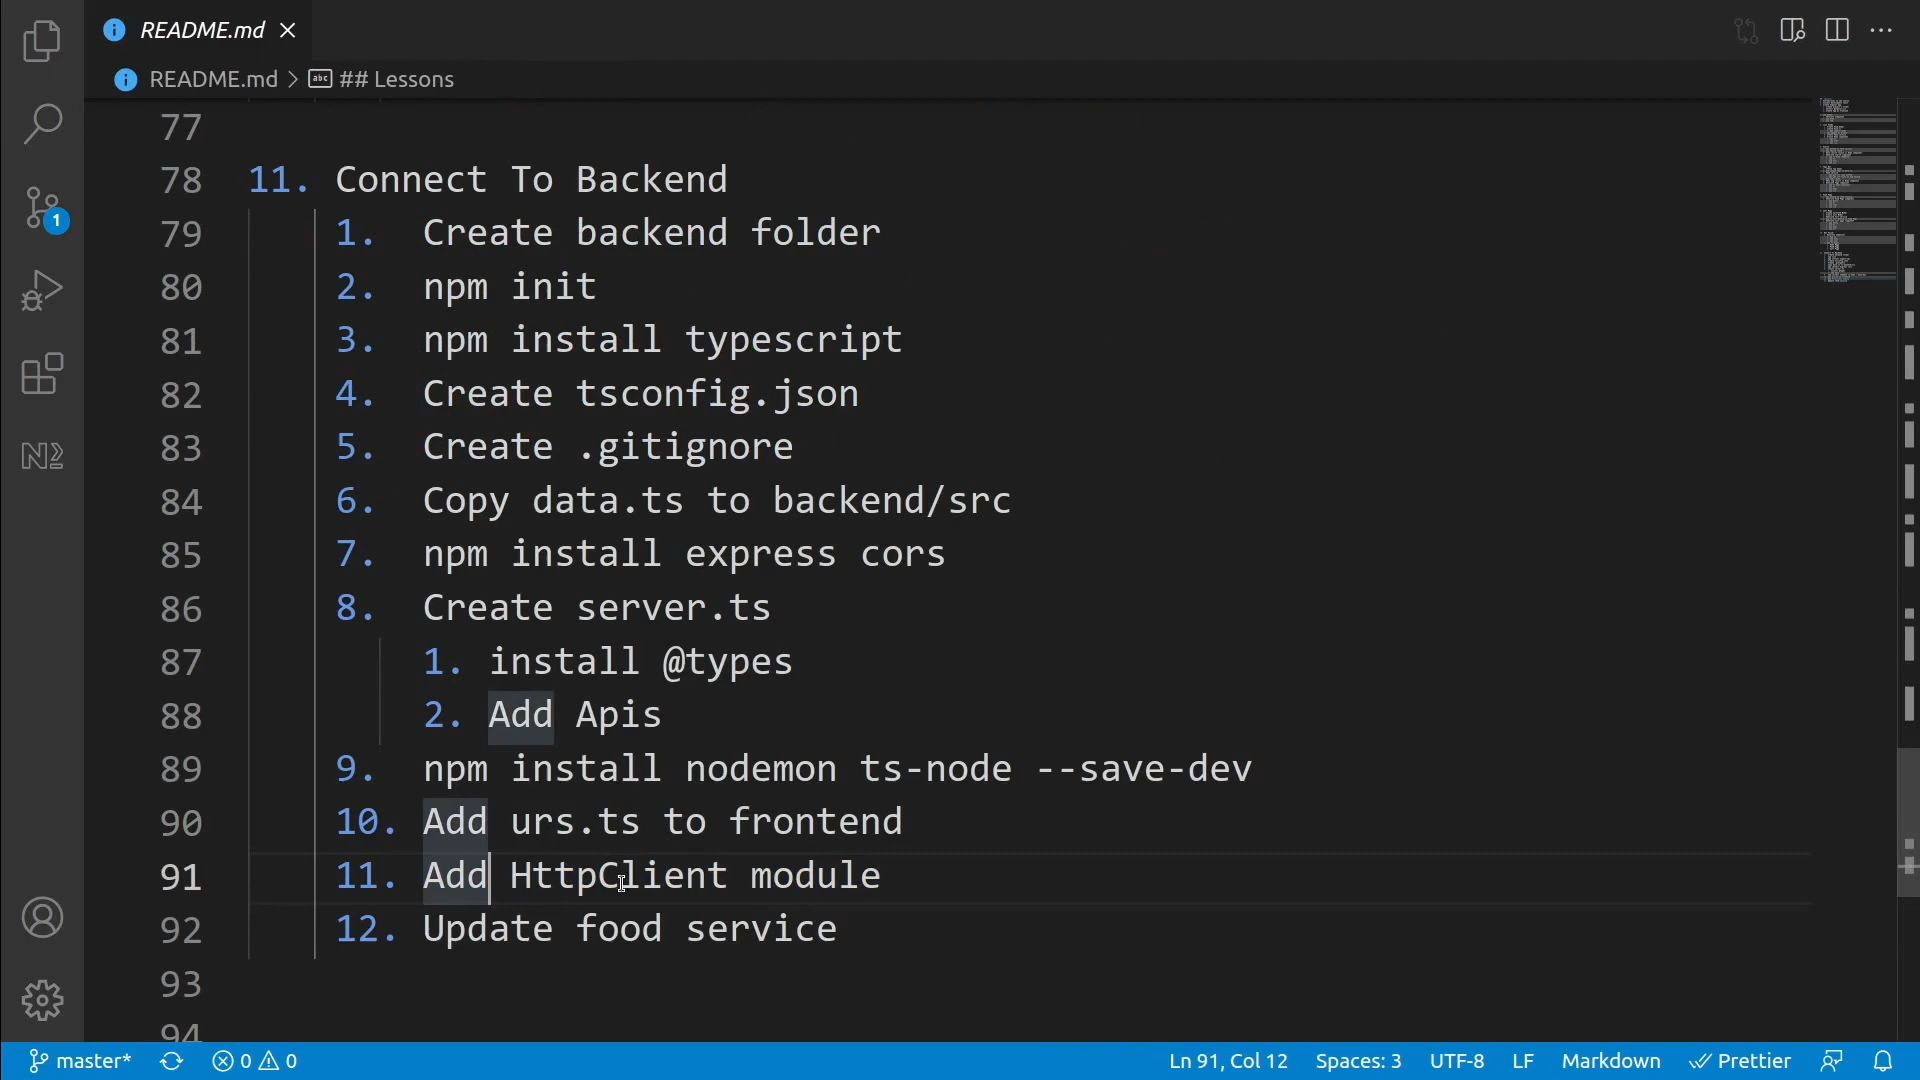 README.md
README.md > ## Lessons
77
78 11. Connect To Backend
79 1. Create backend folder
80 2. npm init
81 3. npm install typescript
82 4. Create tsconfig.json
83 5. Create .gitignore
84 6. Copy data.ts to backend/src
85 7. npm install express cors
86 8. Create server.ts
87 1. install @types
88 2. Add Apis
89 9. npm install nodemon ts-node --save-dev
90 10. Add urs.ts to frontend
91 11. Add HttpClient module
92 12. Update food service
93
94
1
master* 0 0 Ln 91, Col 12 Spaces: 3 UTF-8 LF Markdown Prettier